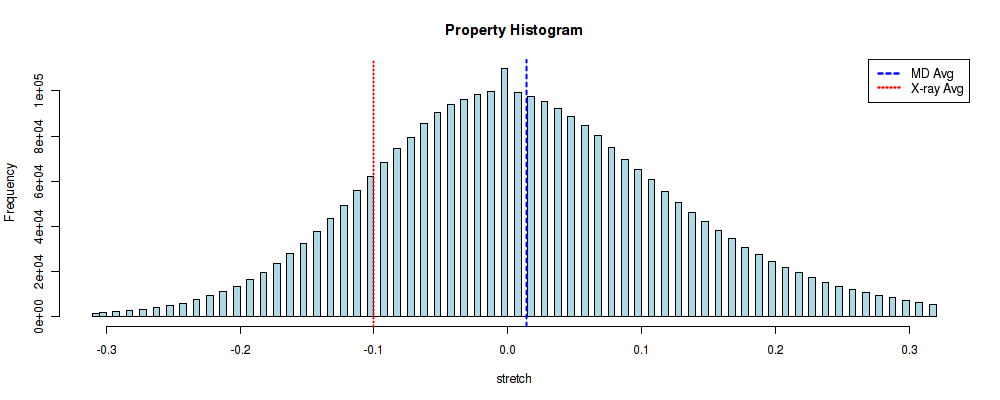 Property Histogram
MD Avg
X-ray Avg
Frequency
1e+05
8e+04
6e+04
4e+04
2e+04
0e+00
-0.3 -0.2 -0.1 0.0 0.1 0.2 0.3
stretch